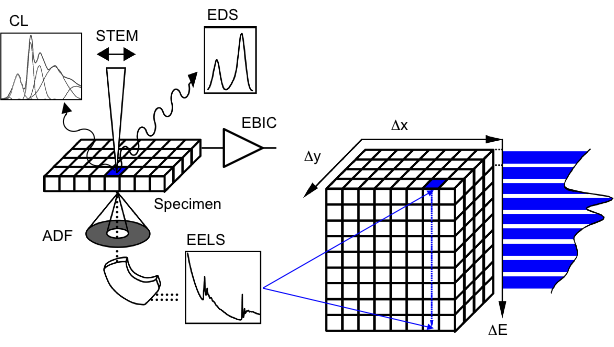 CL
STEM
EDS
EBIC
Specimen
ADF
EELS
Δx
Δy
ΔE